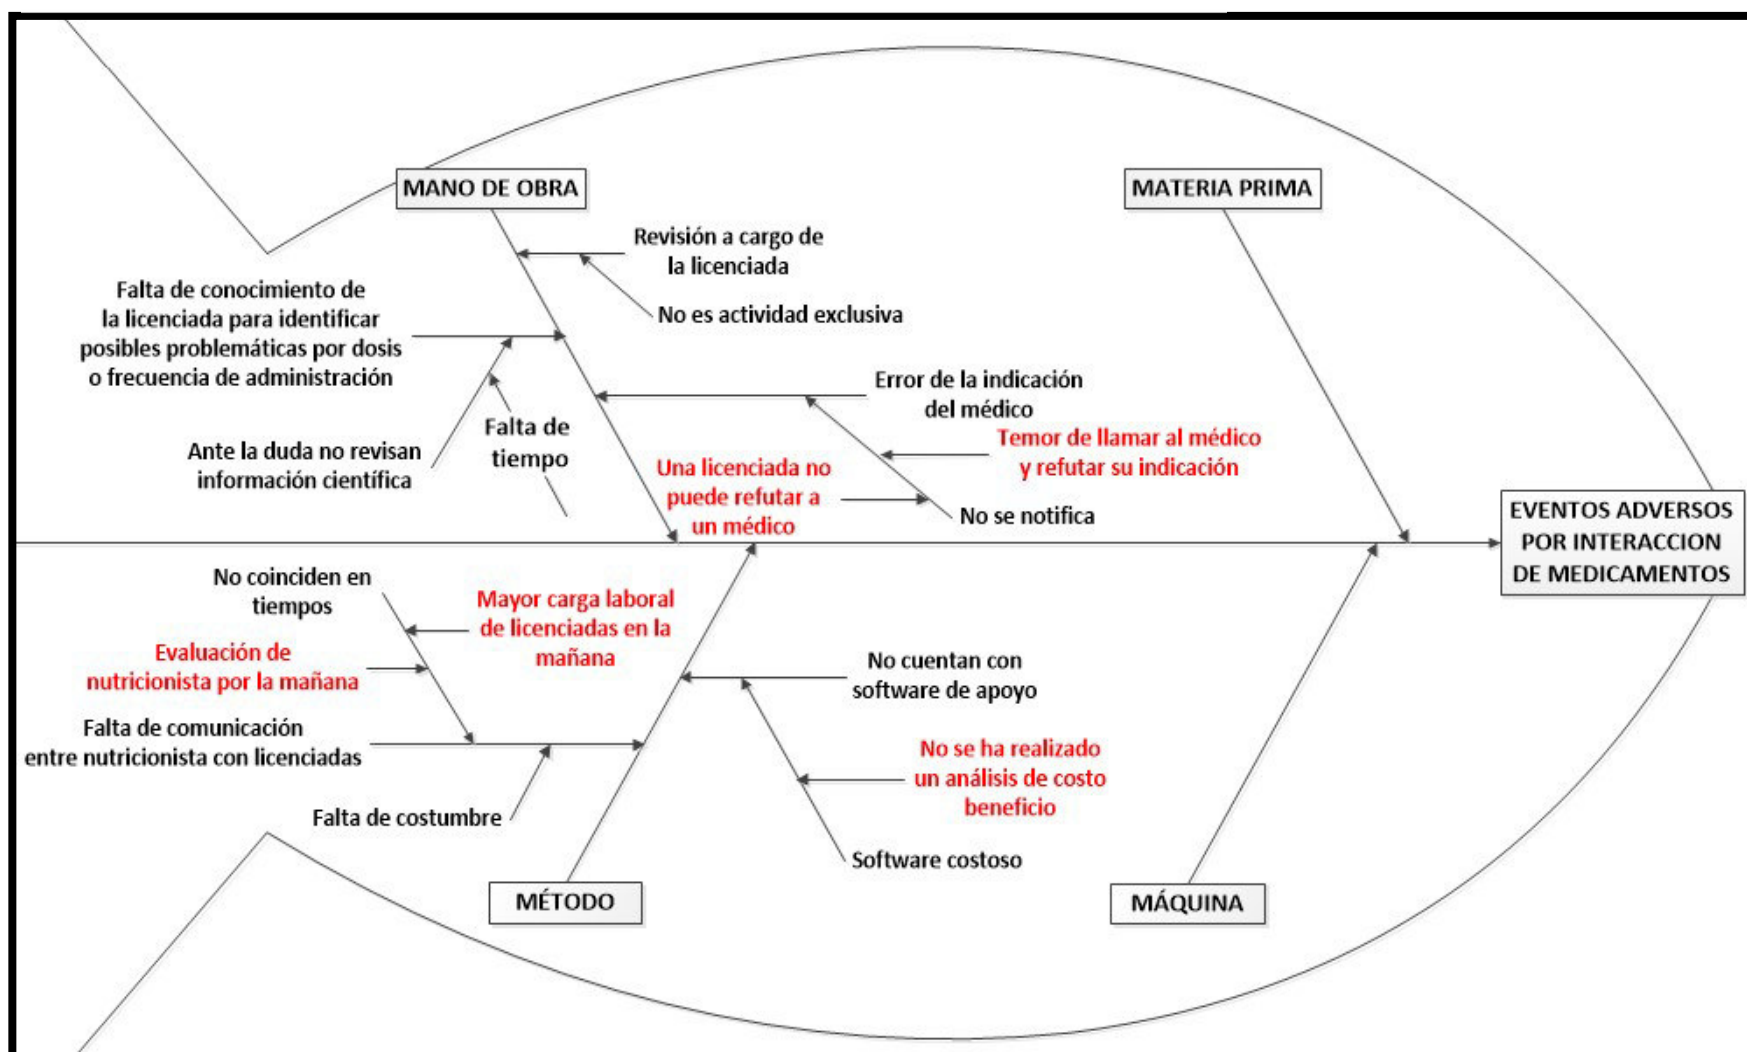 MANO DE OBRA
MATERIA PRIMA
Revisión a cargo de
la licenciada
No es actividad exclusiva
Falta de conocimiento de
la licenciada para identificar
posibles problemáticas por dosis
o frecuencia de administración
Ante la duda no revisan
información científica
Falta de
tiempo
Error de la indicación
del médico
Temor de llamar al médico
y refutar su indicación
Una licenciada no
puede refutar a
un médico
No se notifica
EVENTOS ADVERSOS
POR INTERACCION
DE MEDICAMENTOS
No coinciden en
tiempos
Mayor carga laboral
de licenciadas en la
mañana
Evaluación de
nutricionista por la mañana
Falta de comunicación
entre nutricionista con licenciadas
Falta de costumbre
No cuentan con
software de apoyo
No se ha realizado
un análisis de costo
beneficio
Software costoso
MÉTODO
MÁQUINA